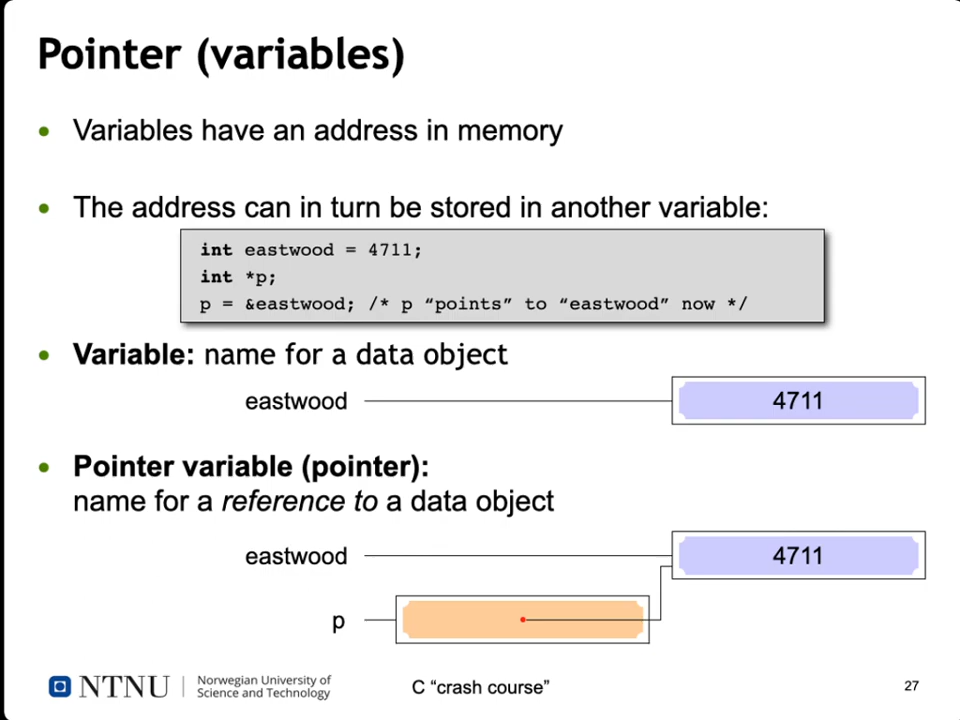 Pointer (variables)
• Variables have an address in memory
• The address can in turn be stored in another variable:
int eastwood = 4711;
int *p;
p = &eastwood; /* p “points” to “eastwood” now */
• Variable: name for a data object
eastwood 4711
• Pointer variable (pointer):
name for a reference to a data object
eastwood 4711
p
NTNU
Norwegian University of
Science and Technology
C “crash course”
27